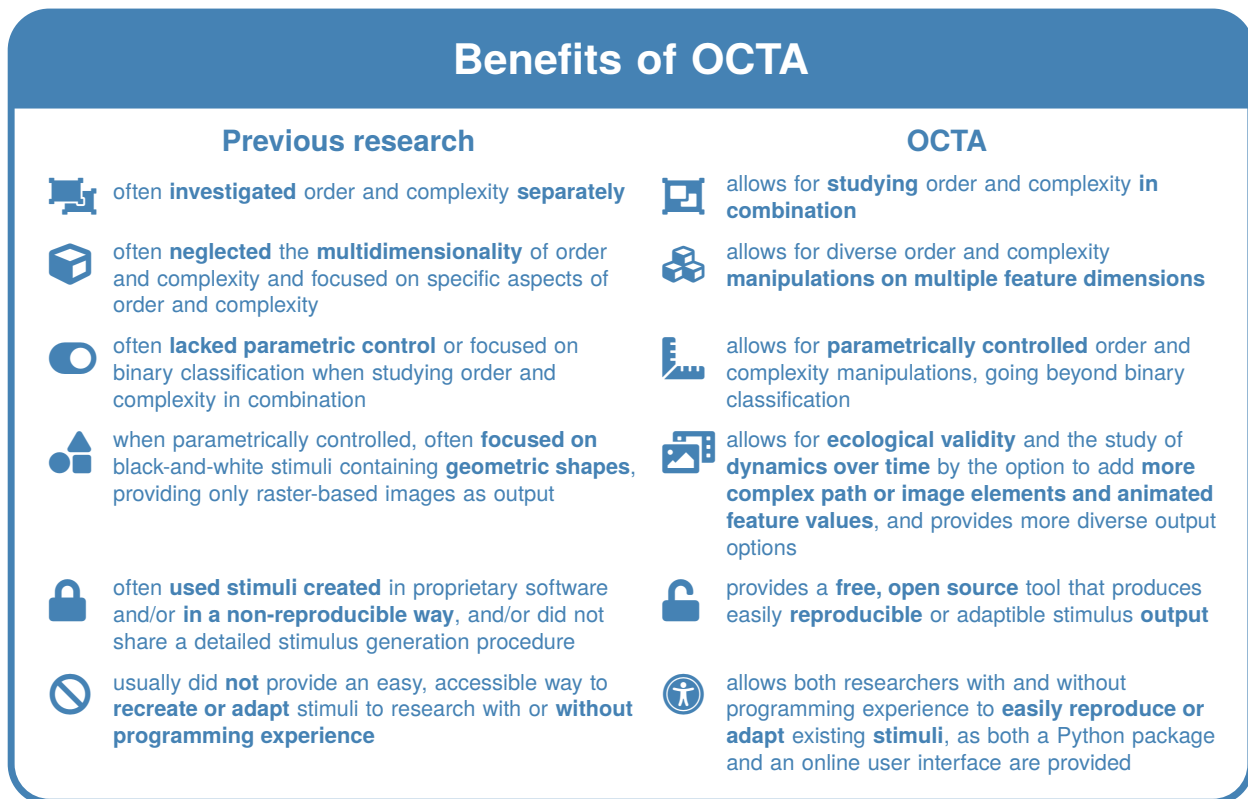 Benefits of OCTA
Previous research
often investigated order and complexity separately
often neglected the multidimensionality of order
and complexity and focused on specific aspects of
order and complexity
often lacked parametric control or focused on
binary classification when studying order and
complexity in combination
when parametrically controlled, often focused on
black-and-white stimuli containing geometric shapes,
providing only raster-based images as output
often used stimuli created in proprietary software
and/or in a non-reproducible way, and/or did not
share a detailed stimulus generation procedure
usually did not provide an easy, accessible way to
recreate or adapt stimuli to research with or without
programming experience
OCTA
allows for studying order and complexity in
combination
allows for diverse order and complexity
manipulations on multiple feature dimensions
allows for parametrically controlled order and
complexity manipulations, going beyond binary
classification
allows for ecological validity and the study of
dynamics over time by the option to add more
complex path or image elements and animated
feature values, and provides more diverse output
options
provides a free, open source tool that produces
easily reproducible or adaptible stimulus output
allows both researchers with and without
programming experience to easily reproduce or
adapt existing stimuli, as both a Python package
and an online user interface are provided